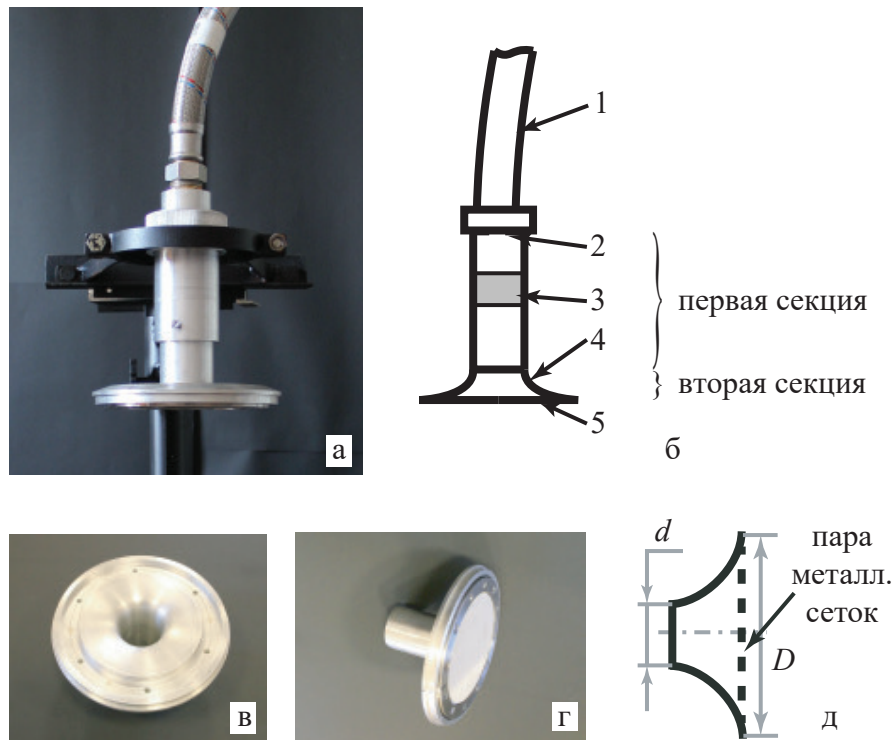 1
2
3
первая секция
4
вторая секция
5
а
б
d
пара
металл.
сеток
D
в
г
д